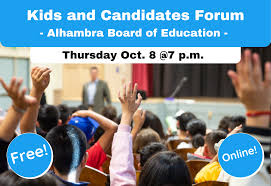 Kids and Candidates Forum
- Alhambra Board of Education -
Thursday Oct. 8 @7 p.m.
Free!
Online!